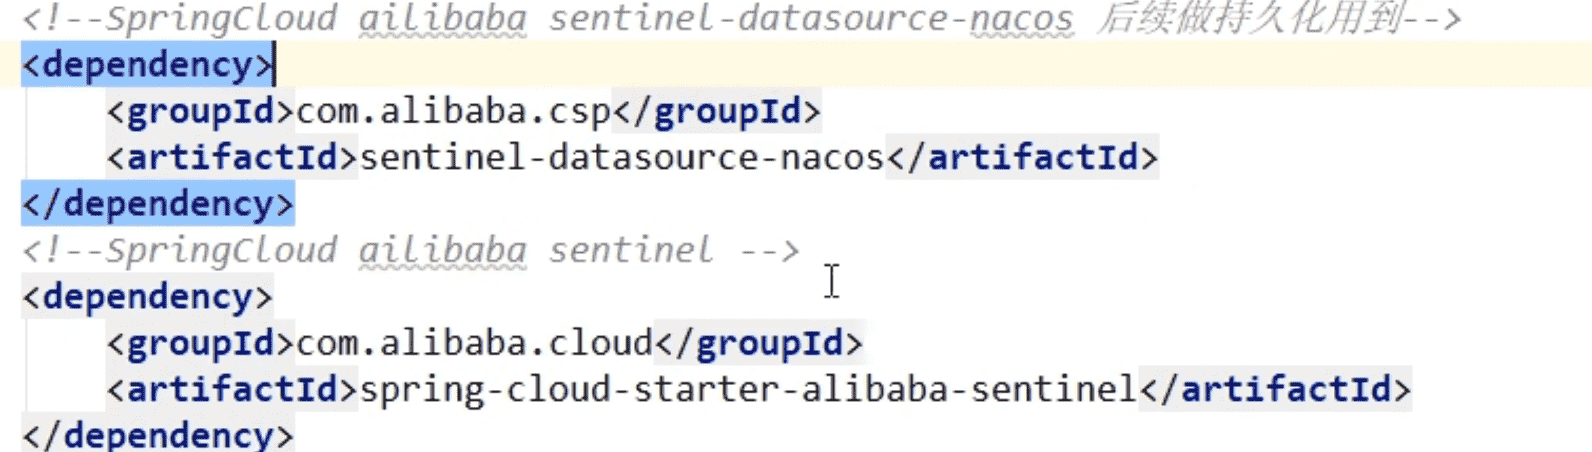 <!--SpringCloud ailibaba sentinel-datasource-nacos 后续做持久化用到-->
<dependency>
<groupId>com.alibaba.csp</groupId>
<artifactId>sentinel-datasource-nacos</artifactId>
</dependency>
<!--SpringCloud ailibaba sentinel -->
<dependency>
<groupId>com.alibaba.cloud</groupId>
<artifactId>spring-cloud-starter-alibaba-sentinel</artifactId>
</dependency>